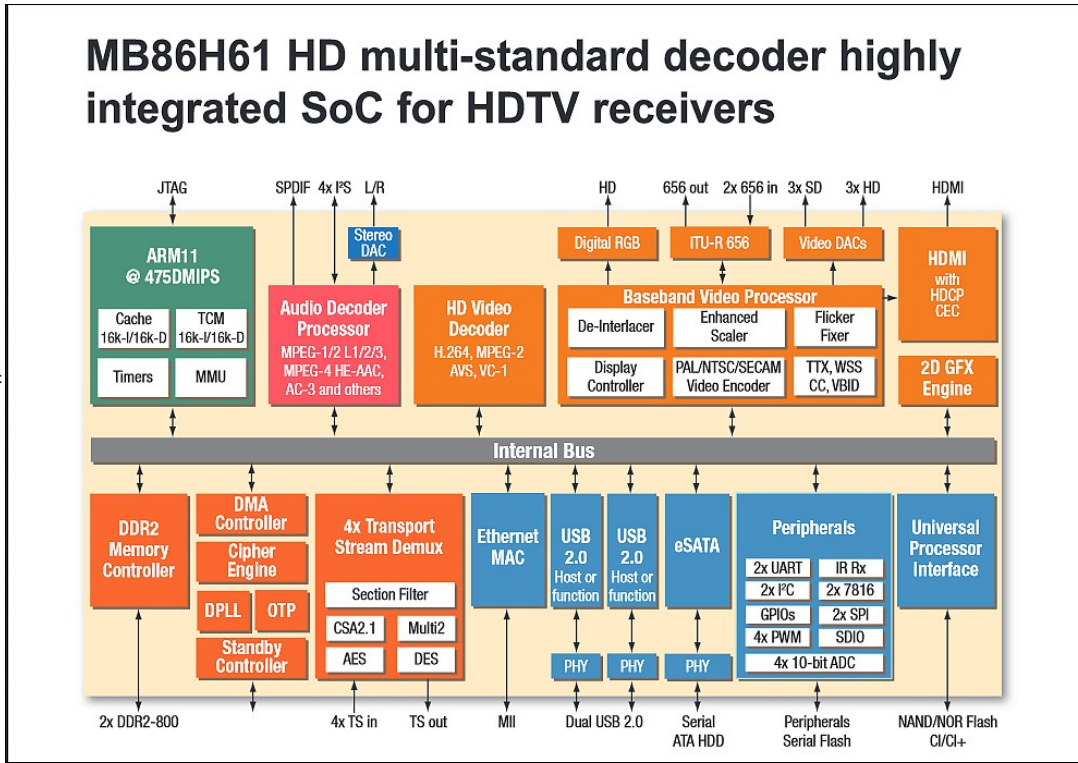 MB86H61 HD multi-standard decoder highly
integrated SoC for HDTV receivers
JTAG
SPDIF
4x I²S
L/R
HD
656 out
2x 656 in
3x SD
3x HD
HDMI
ARM11
@ 475DMIPS
Cache
16k-I/16k-D
TCM
16k-I/16k-D
Timers
MMU
Stereo
DAC
Audio Decoder
Processor
MPEG-1/2 L1/2/3,
MPEG-4 HE-AAC,
AC-3 and others
HD Video
Decoder
H.264, MPEG-2
AVS, VC-1
Digital RGB
ITU-R 656
Video DACs
Baseband Video Processor
De-Interlacer
Enhanced
Scaler
Flicker
Fixer
Display
Controller
PAL/NTSC/SECAM
Video Encoder
TTX, WSS
CC, VBID
HDMI
with
HDCP
CEC
2D GFX
Engine
Internal Bus
DDR2
Memory
Controller
DMA
Controller
Cipher
Engine
DPLL
OTP
Standby
Controller
4x Transport
Stream Demux
Section Filter
CSA2.1
Multi2
AES
DES
Ethernet
MAC
USB
2.0
Host or
function
USB
2.0
Host or
function
eSATA
PHY
PHY
PHY
Peripherals
2x UART
IR Rx
2x I²C
2x 7816
GPIOs
2x SPI
4x PWM
SDIO
4x 10-bit ADC
Universal
Processor
Interface
2x DDR2-800
4x TS in
TS out
MII
Dual USB 2.0
Serial
ATA HDD
Peripherals
Serial Flash
NAND/NOR Flash
CI/CI+